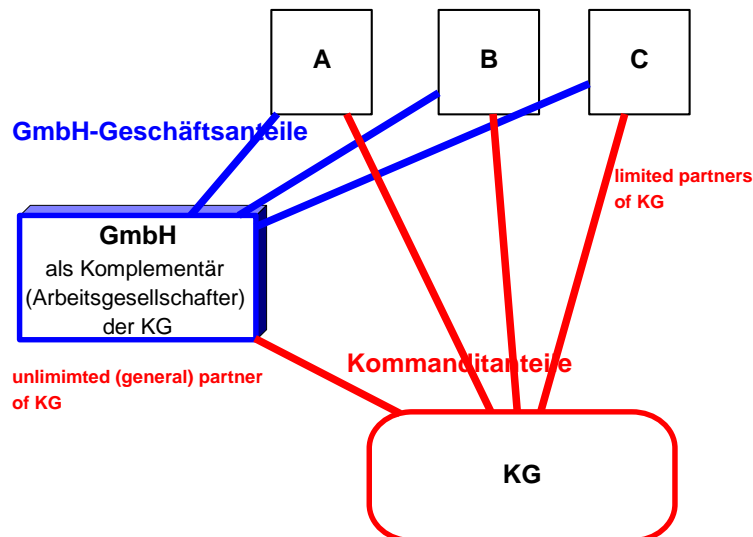 A
B
C
GmbH-Geschäftsanteile
limited partners
of KG
GmbH
als Komplementär
(Arbeitsgesellschafter)
der KG
Kommanditanteile
unlimimted (general) partner
of KG
KG